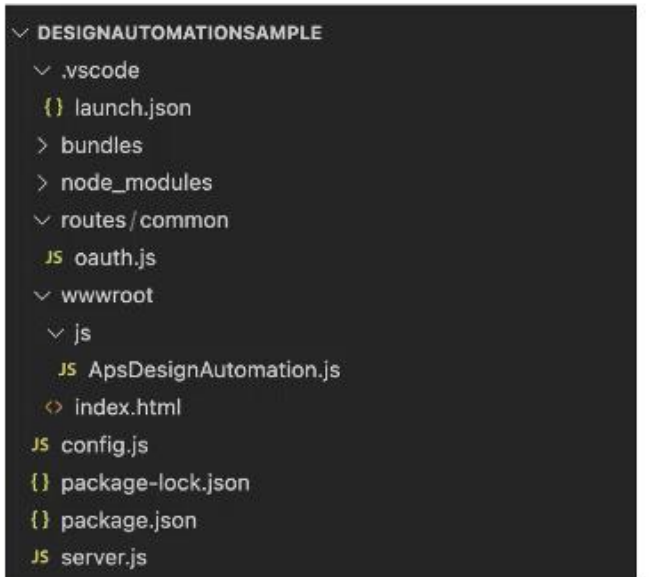 DESIGNAUTOMATIONSAMPLE
.vscode
{} launch.json
bundles
node_modules
routes/common
JS oauth.js
wwwroot
js
JS ApsDesignAutomation.js
<> index.html
JS config.js
{} package-lock.json
{} package.json
JS server.js